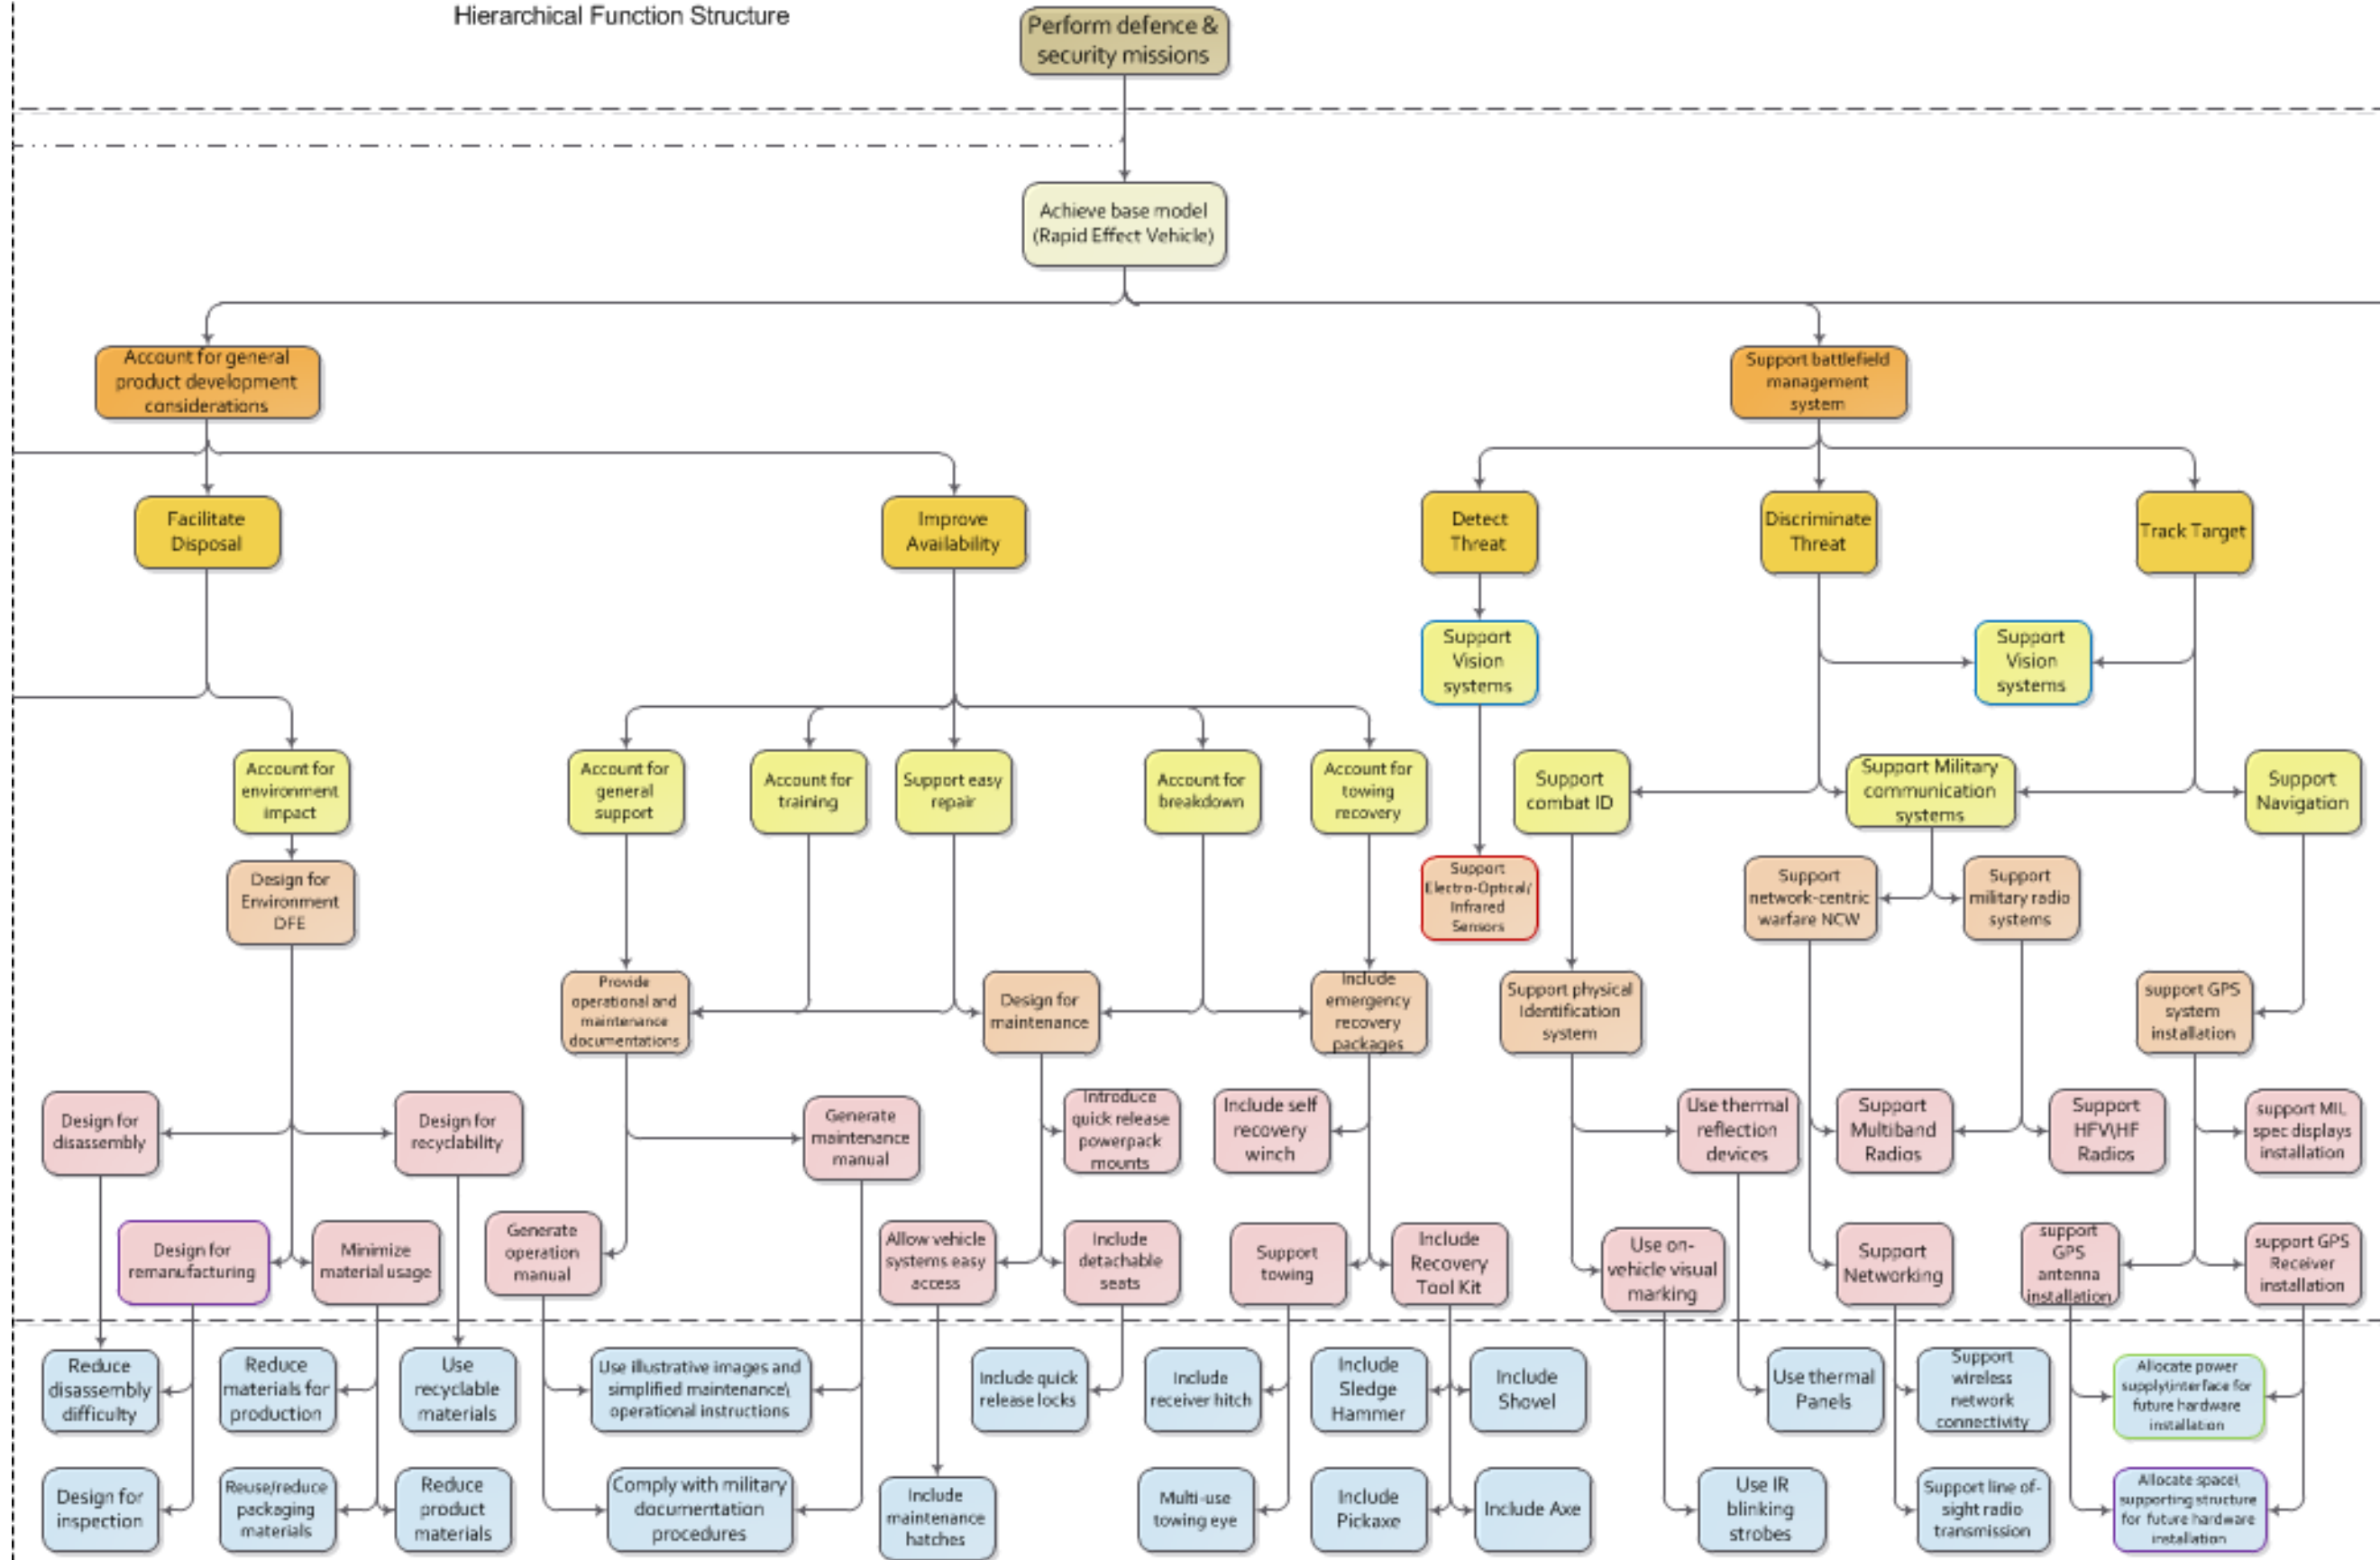 Hierarchical Function Structure
Perform defence &
security missions
Achieve base model
(Rapid Effect Vehicle)
Account for general
product development
considerations
Support battlefield
management
system
Facilitate
Disposal
Improve
Availability
Detect
Threat
Discriminate
Threat
Track Target
Support
Vision
systems
Support
Vision
systems
Account for
environment
impact
Account for
general
support
Account for
training
Support easy
repair
Account for
breakdown
Account for
towing
recovery
Support
combat ID
Support Military
communication
systems
Support
Navigation
Design for
Environment
DFE
Support
Electro-Optical/
Infrared
Sensors
Support
network-centric
warfare NCW
Support
military radio
systems
Provide
operational and
maintenance
documentations
Design for
maintenance
Include
emergency
recovery
packages
Support physical
Identification
system
support GPS
system
installation
Design for
disassembly
Design for
recyclability
Generate
maintenance
manual
Introduce
quick release
powerpack
mounts
Include self
recovery
winch
Use thermal
reflection
devices
Support
Multiband
Radios
Support
HFV\HF
Radios
support MIL
spec displays
installation
Design for
remanufacturing
Minimize
material usage
Generate
operation
manual
Allow vehicle
systems easy
access
Include
detachable
seats
Support
towing
Include
Recovery
Tool Kit
Use on-
vehicle visual
marking
Support
Networking
support
GPS
antenna
installation
support GPS
Receiver
installation
Reduce
disassembly
difficulty
Reduce
materials for
production
Use
recyclable
materials
Use illustrative images and
simplified maintenance\
operational instructions
Include quick
release locks
Include
receiver hitch
Include
Sledge
Hammer
Include
Shovel
Use thermal
Panels
Support
wireless
network
connectivity
Allocate power
supply\interface for
future hardware
installation
Design for
inspection
Reuse/reduce
packaging
materials
Reduce
product
materials
Comply with military
documentation
procedures
Include
maintenance
hatches
Multi-use
towing eye
Include
Pickaxe
Include Axe
Use IR
blinking
strobes
Support line of-
sight radio
transmission
Allocate space\
supporting structure
for future hardware
installation